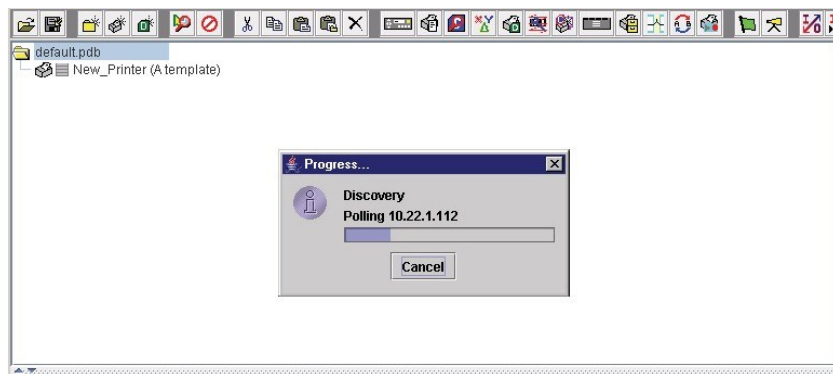 default.pdb
New_Printer (A template)
Progress...
Discovery
Polling 10.22.1.112
Cancel